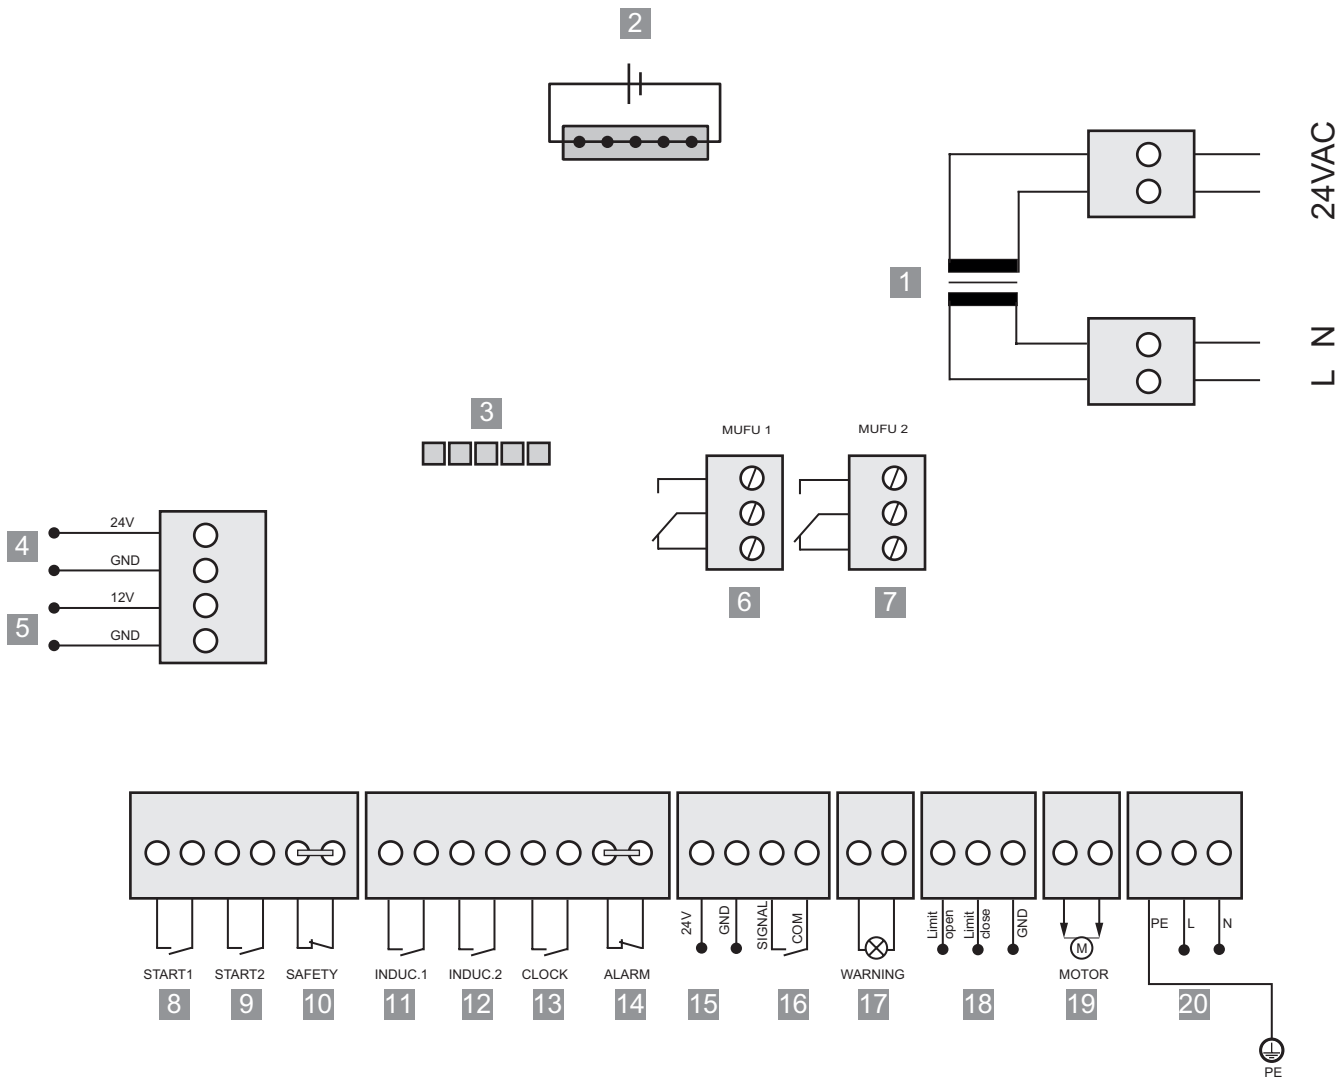 2
24VAC
1
L N
3
MUFU 1
MUFU 2
4
24V
GND
5
12V
GND
6
7
24V
GND
SIGNAL
COM
Limit
open
Limit
close
GND
M
PE
L
N
START1
START2
SAFETY
INDUC.1
INDUC.2
CLOCK
ALARM
WARNING
MOTOR
8
9
10
11
12
13
14
15
16
17
18
19
20
PE